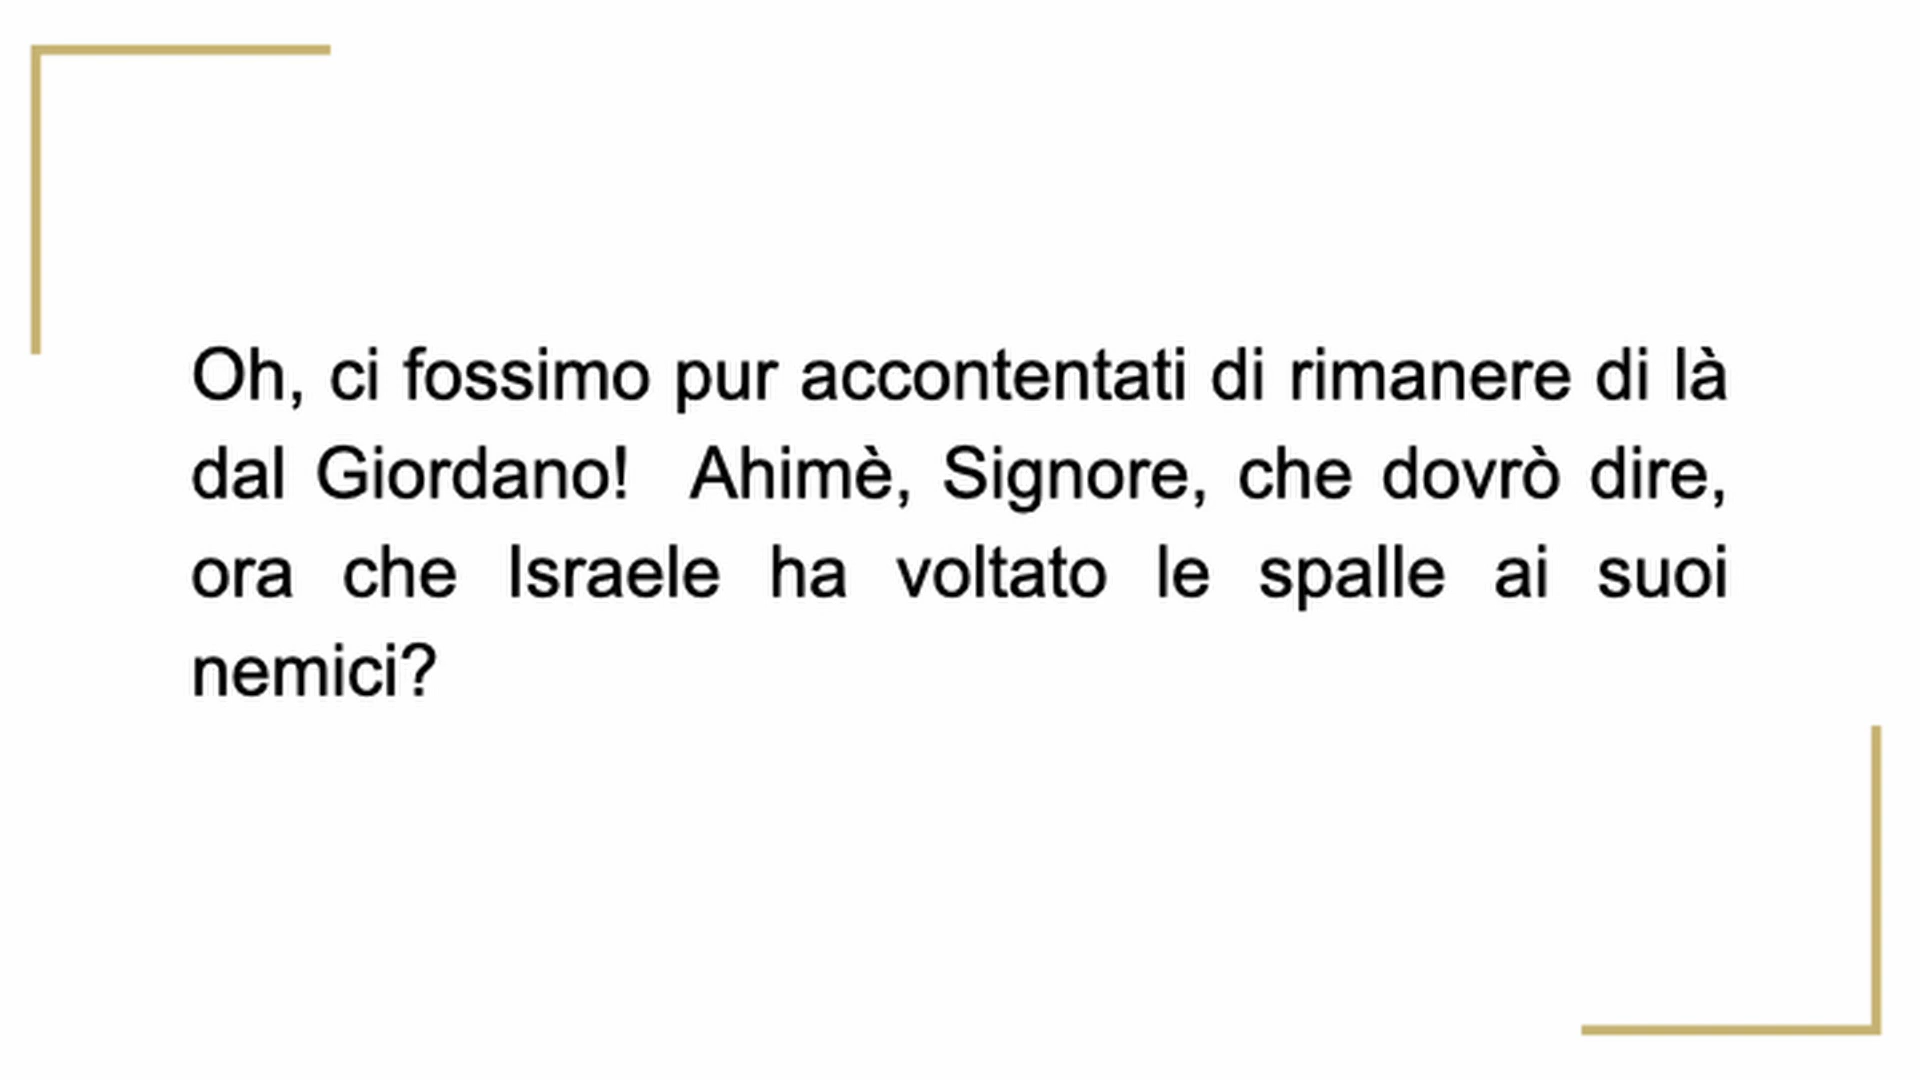 Oh, ci fossimo pur accontentati di rimanere di là
dal Giordano!  Ahimè, Signore, che dovrò dire,
ora che Israele ha voltato le spalle ai suoi
nemici?